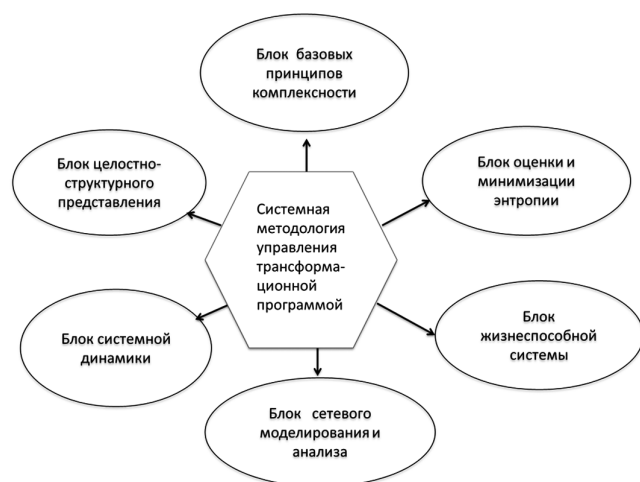 Блок базовых
принципов
комплексности
Блок целостно-
структурного
представления
Блок оценки и
минимизации
энтропии
Системная
методология
управления
трансформа-
ционной
программой
Блок системной
динамики
Блок
жизнеспособной
системы
Блок сетевого
моделирования и
анализа